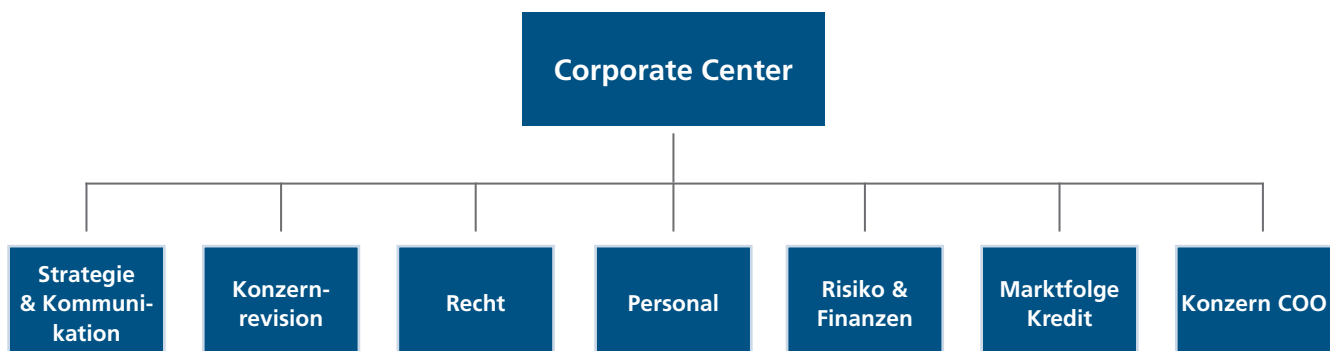 Corporate Center
Strategie
& Kommuni-
kation
Konzern-
revision
Recht
Personal
Risiko &
Finanzen
Marktfolge
Kredit
Konzern COO